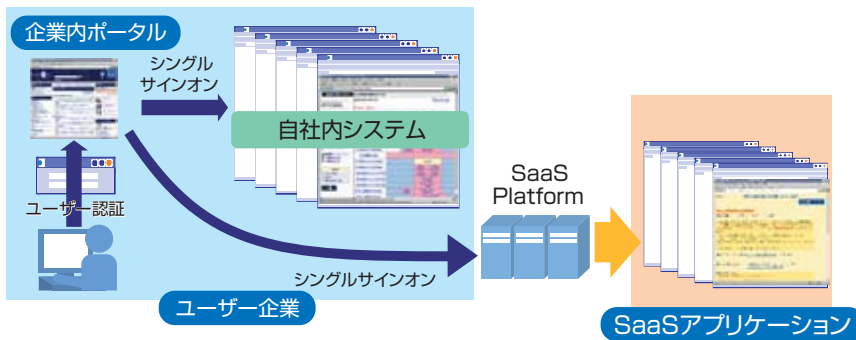 企業内ポータル
シングル
サインオン
自社内システム
ユーザー認証
SaaS
Platform
シングルサインオン
ユーザー企業
SaaSアプリケーション